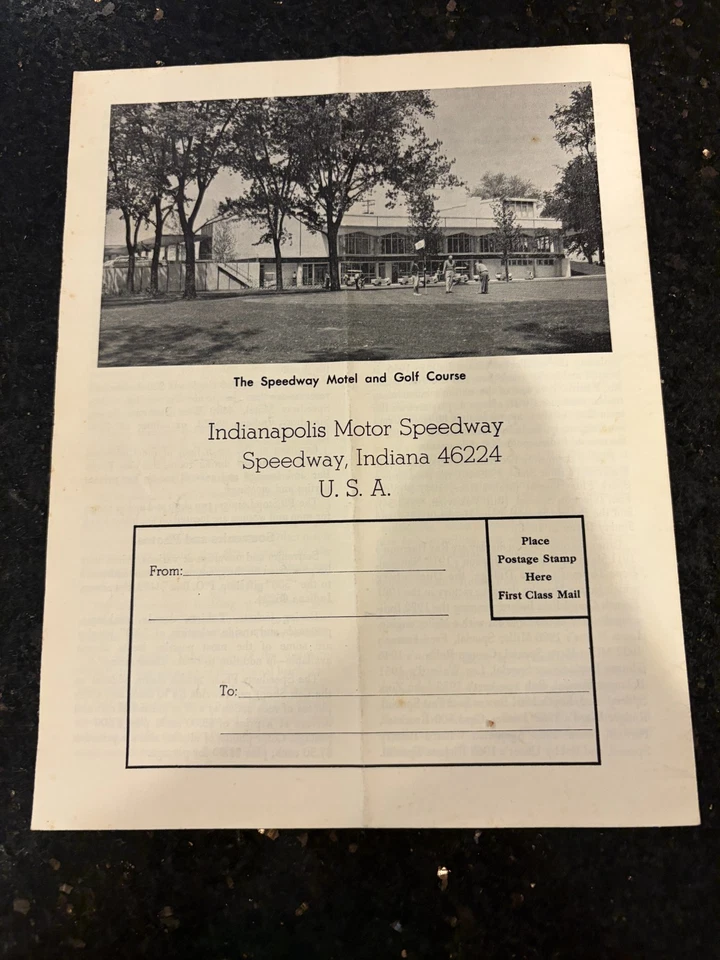 The Speedway Motel and Golf Course
Indianapolis Motor Speedway
Speedway, Indiana 46224
U. S. A.
Place
Postage Stamp
Here
First Class Mail
From:
To: